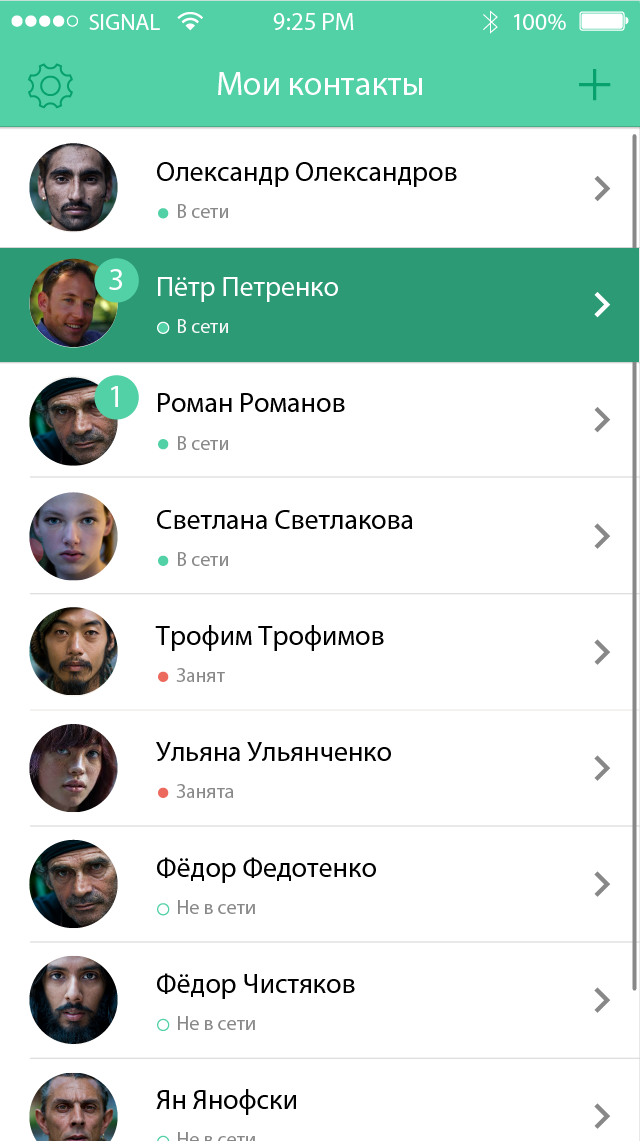 SIGNAL 9:25 PM 100%
Мои контакты
Олександр Олександров
В сети
3
Пётр Петренко
В сети
1
Роман Романов
В сети
Светлана Светлакова
В сети
Трофим Трофимов
Занят
Ульяна Ульянченко
Занята
Фёдор Федотенко
Не в сети
Фёдор Чистяков
Не в сети
Ян Янофски
Не в сети